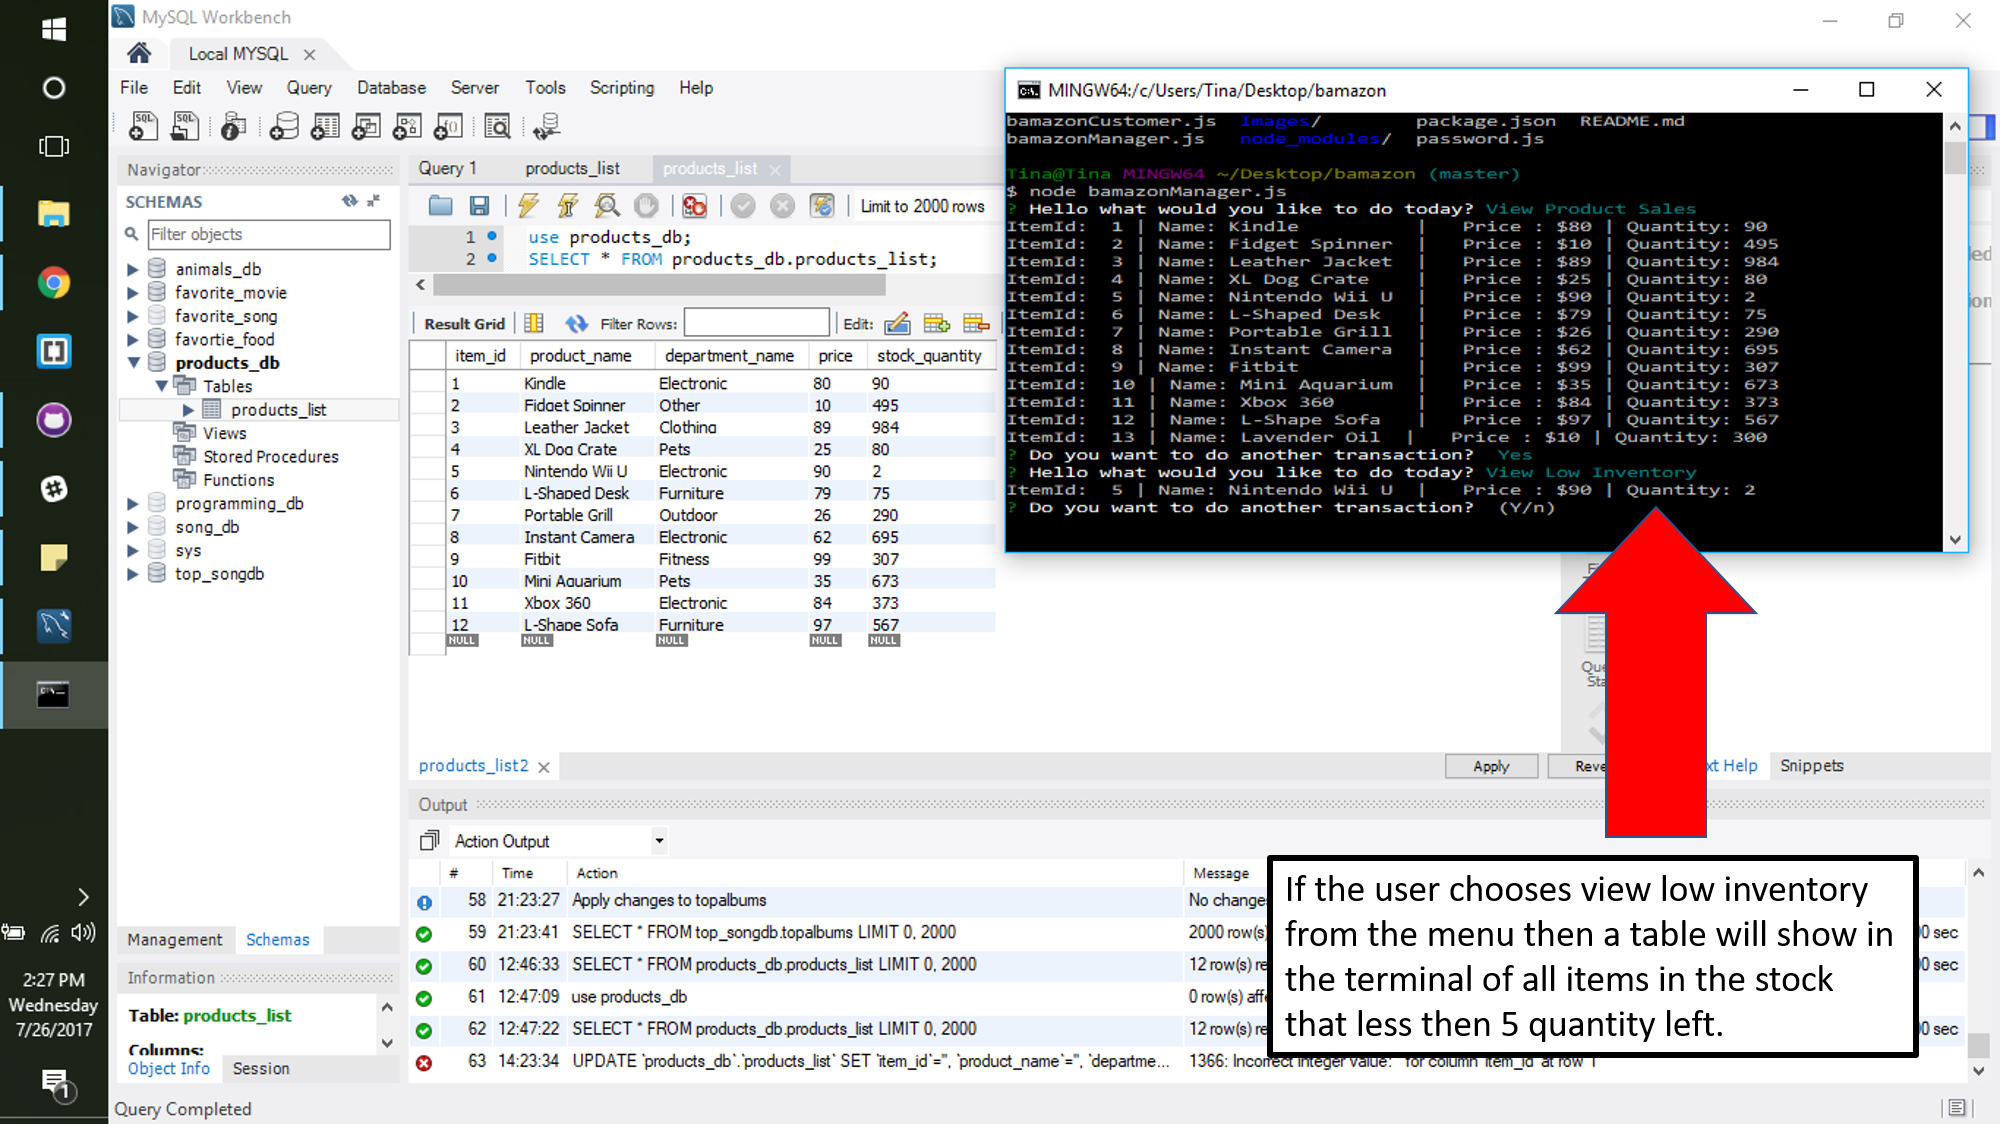 MySQL Workbench
Local MYSQL
File Edit View Query Database Server Tools Scripting Help
Navigator
SCHEMAS
Filter objects
animals_db
favorite_movie
favorite_song
favortie_food
products_db
Tables
products_list
Views
Stored Procedures
Functions
programming_db
song_db
sys
top_songdb
Management Schemas
Information
Table: products_list
Columns:
Object Info Session
Query Completed
2:27 PM
Wednesday
7/26/2017
1
Query 1 products_list products_list
Limit to 2000 rows
1 use products_db;
2 SELECT * FROM products_db.products_list;
Result Grid Filter Rows: Edit:
item_id product_name department_name price stock_quantity
1 Kindle Electronic 80 90
2 Fidget Spinner Other 10 495
3 Leather Jacket Clothing 89 984
4 XL Dog Crate Pets 25 80
5 Nintendo Wii U Electronic 90 2
6 L-Shaped Desk Furniture 79 75
7 Portable Grill Outdoor 26 290
8 Instant Camera Electronic 62 695
9 Fitbit Fitness 99 307
10 Mini Aquarium Pets 35 673
11 Xbox 360 Electronic 84 373
12 L-Shape Sofa Furniture 97 567
NULL NULL NULL NULL NULL
products_list2
Apply
Snippets
Output
Action Output
# Time Action Message
58 21:23:27 Apply changes to topalbums No change
59 21:23:41 SELECT * FROM top_songdb.topalbums LIMIT 0, 2000 2000 row(s) 0 sec
60 12:46:33 SELECT * FROM products_db.products_list LIMIT 0, 2000 12 row(s) re 0 sec
61 12:47:09 use products_db 0 row(s) aff
62 12:47:22 SELECT * FROM products_db.products_list LIMIT 0, 2000 12 row(s) re 0 sec
63 14:23:34 UPDATE `products_db`.`products_list` SET `item_id`='', `product_name`='', `departme... 1366: Incorrect integer value: '' for column 'item_id' at row 1
MINGW64:/c/Users/Tina/Desktop/bamazon
bamazonCustomer.js Images/ package.json README.md
bamazonManager.js node_modules/ password.js
Tina@Tina MINGW64 ~/Desktop/bamazon (master)
$ node bamazonManager.js
? Hello what would you like to do today? View Product Sales
ItemId: 1 | Name: Kindle | Price : $80 | Quantity: 90
ItemId: 2 | Name: Fidget Spinner | Price : $10 | Quantity: 495
ItemId: 3 | Name: Leather Jacket | Price : $89 | Quantity: 984
ItemId: 4 | Name: XL Dog Crate | Price : $25 | Quantity: 80
ItemId: 5 | Name: Nintendo Wii U | Price : $90 | Quantity: 2
ItemId: 6 | Name: L-Shaped Desk | Price : $79 | Quantity: 75
ItemId: 7 | Name: Portable Grill | Price : $26 | Quantity: 290
ItemId: 8 | Name: Instant Camera | Price : $62 | Quantity: 695
ItemId: 9 | Name: Fitbit | Price : $99 | Quantity: 307
ItemId: 10 | Name: Mini Aquarium | Price : $35 | Quantity: 673
ItemId: 11 | Name: Xbox 360 | Price : $84 | Quantity: 373
ItemId: 12 | Name: L-Shape Sofa | Price : $97 | Quantity: 567
ItemId: 13 | Name: Lavender Oil | Price : $10 | Quantity: 300
? Do you want to do another transaction? Yes
? Hello what would you like to do today? View Low Inventory
ItemId: 5 | Name: Nintendo Wii U | Price : $90 | Quantity: 2
? Do you want to do another transaction? (Y/n)
If the user chooses view low inventory
from the menu then a table will show in
the terminal of all items in the stock
that less then 5 quantity left.